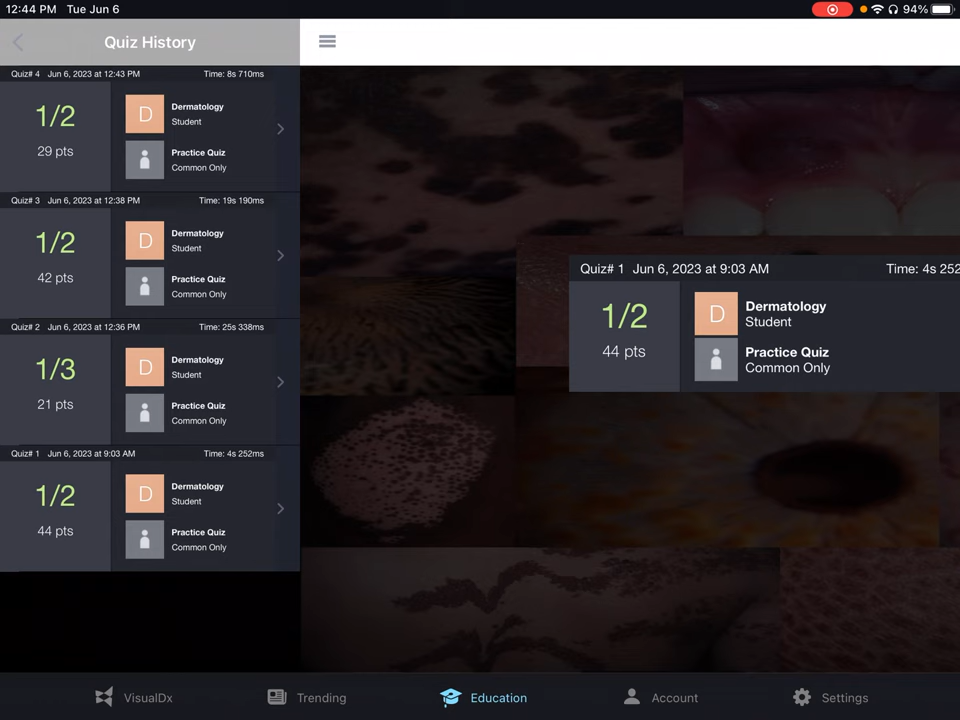 12:44 PM Tue Jun 6
94%
Quiz History
Quiz# 4 Jun 6, 2023 at 12:43 PM Time: 8s 710ms
1/2
29 pts
D
Dermatology
Student
Practice Quiz
Common Only
Quiz# 3 Jun 6, 2023 at 12:38 PM Time: 19s 190ms
1/2
42 pts
D
Dermatology
Student
Practice Quiz
Common Only
Quiz# 2 Jun 6, 2023 at 12:36 PM Time: 25s 338ms
1/3
21 pts
D
Dermatology
Student
Practice Quiz
Common Only
Quiz# 1 Jun 6, 2023 at 9:03 AM Time: 4s 252ms
1/2
44 pts
D
Dermatology
Student
Practice Quiz
Common Only
Quiz# 1 Jun 6, 2023 at 9:03 AM Time: 4s 252
1/2
44 pts
D
Dermatology
Student
Practice Quiz
Common Only
VisualDx
Trending
Education
Account
Settings